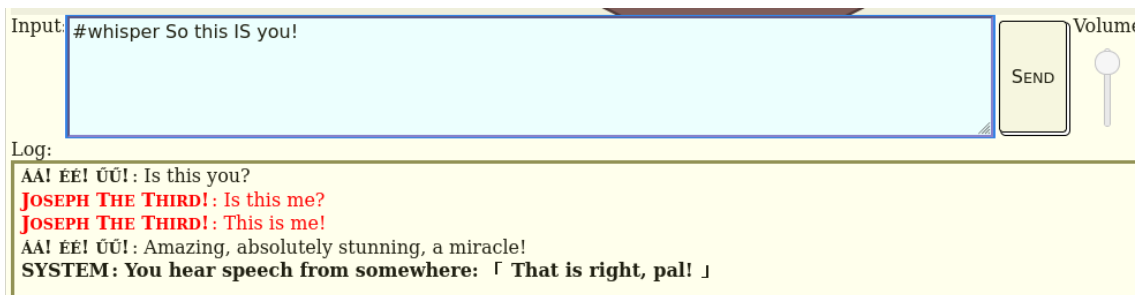 Input:
#whisper So this IS you!
SEND
Volume
Log:
ÁÁ! ÉÉ! ŰŰ!: Is this you?
JOSEPH THE THIRD!: Is this me?
JOSEPH THE THIRD!: This is me!
ÁÁ! ÉÉ! ŰŰ!: Amazing, absolutely stunning, a miracle!
SYSTEM: You hear speech from somewhere: 「 That is right, pal! 」